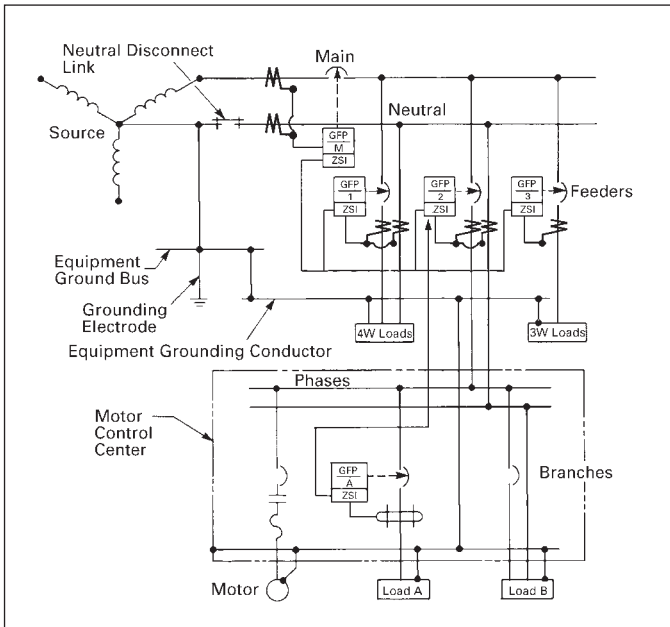 Neutral Disconnect
Link
Main
Source
Neutral
GFP
M
ZSI
GFP
1
ZSI
GFP
2
ZSI
GFP
3
ZSI
Feeders
Equipment
Ground Bus
Grounding
Electrode
Equipment Grounding Conductor
4W Loads
3W Loads
Phases
Motor
Control
Center
GFP
A
ZSI
Branches
Motor
Load A
Load B